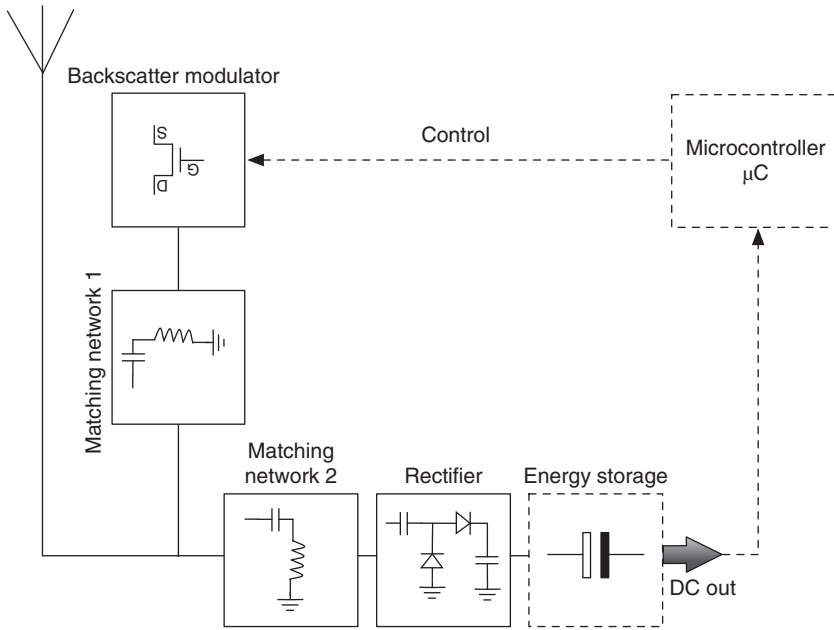 Backscatter modulator
S
G
D
Control
Microcontroller
μC
Matching network 1
Matching
network 2
Rectifier
Energy storage
DC out